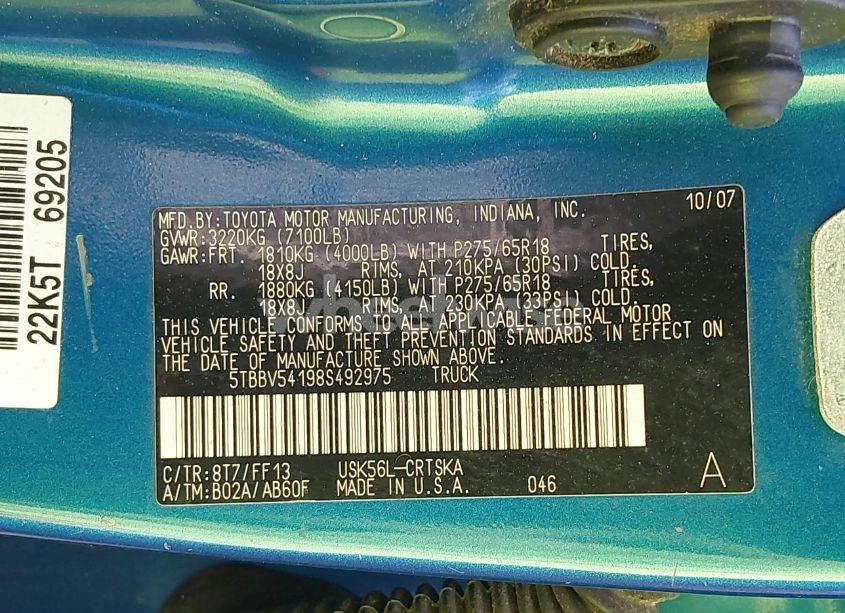 22K5T 69205
MFD. BY: TOYOTA MOTOR MANUFACTURING, INDIANA, INC. 10/07
GVWR: 3220KG (7100LB)
GAWR: FRT. 1810KG (4000LB) WITH P275/65R18 TIRES,
18X8J RIMS, AT 210KPA (30PSI) COLD.
RR. 1880KG (4150LB) WITH P275/65R18 TIRES,
18X8J RIMS, AT 230KPA (33PSI) COLD.
THIS VEHICLE CONFORMS TO ALL APPLICABLE FEDERAL MOTOR
VEHICLE SAFETY AND THEFT PREVENTION STANDARDS IN EFFECT ON
THE DATE OF MANUFACTURE SHOWN ABOVE.
5TBBV54198S492975 TRUCK
C/TR: 8T7/FF13 USK56L-CRTSKA
A/TM: B02A/AB60F MADE IN U.S.A. 046 A